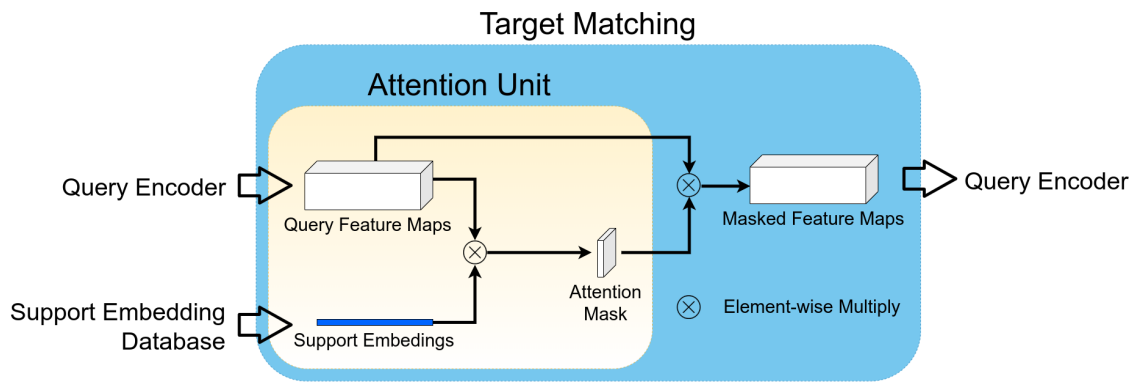 Target Matching
Attention Unit
Query Encoder
Query Feature Maps
Masked Feature Maps
Query Encoder
Attention
Mask
Element-wise Multiply
Support Embedding
Database
Support Embedings